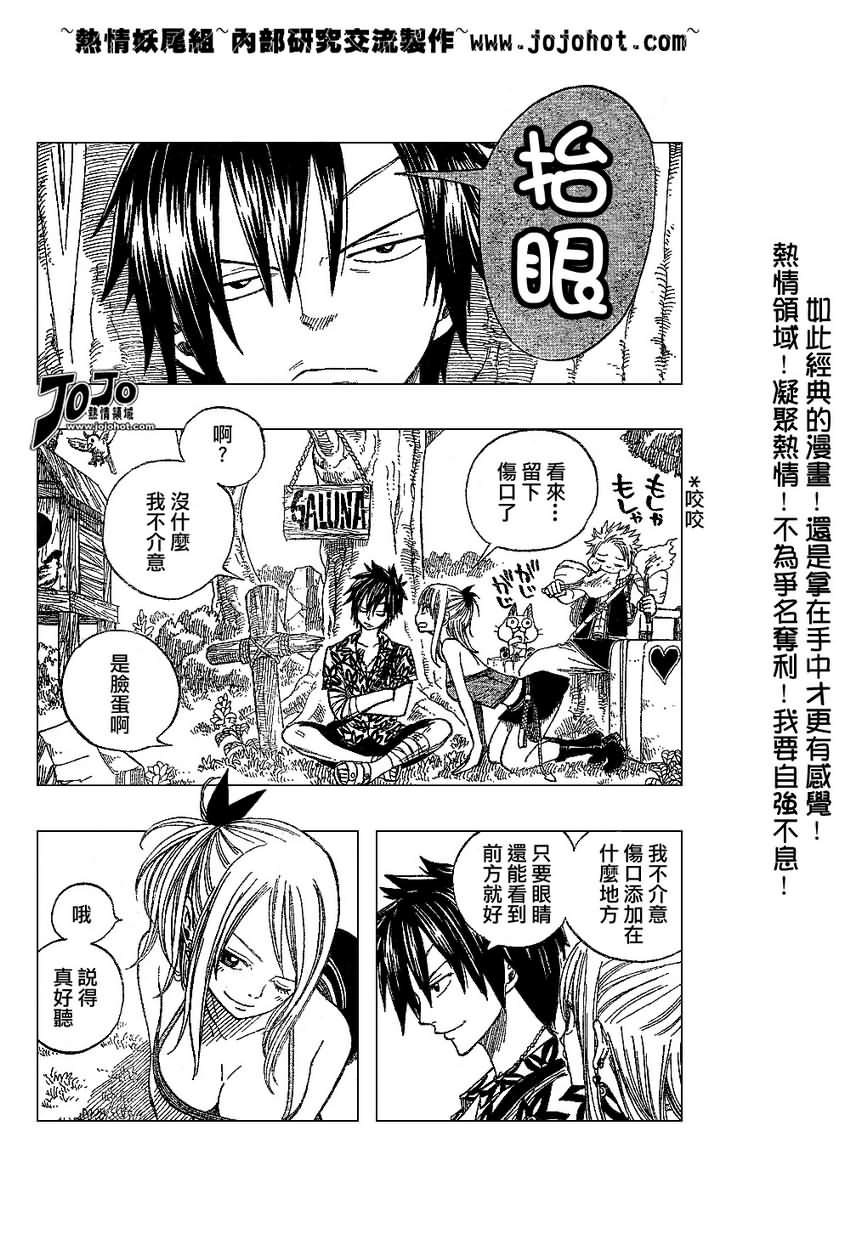 ~熱情妖尾組~內部研究交流製作~www.jojohot.com~
抬眼
看來…
留下
傷口了
啊?
沒什麼
我不介意
是臉蛋啊
SALUNA
もしゃ
もしゃ
*咬咬
がじ
がじ
我不介意
傷口添加在
什麼地方
只要眼睛
還能看到
前方就好
哦
説得
真好聽
JOJO
熱情領域
www.jojohot.com
如此經典的漫畫！還是拿在手中才更有感覺！
熱情領域！凝聚熱情！不為爭名奪利！我要自強不息！